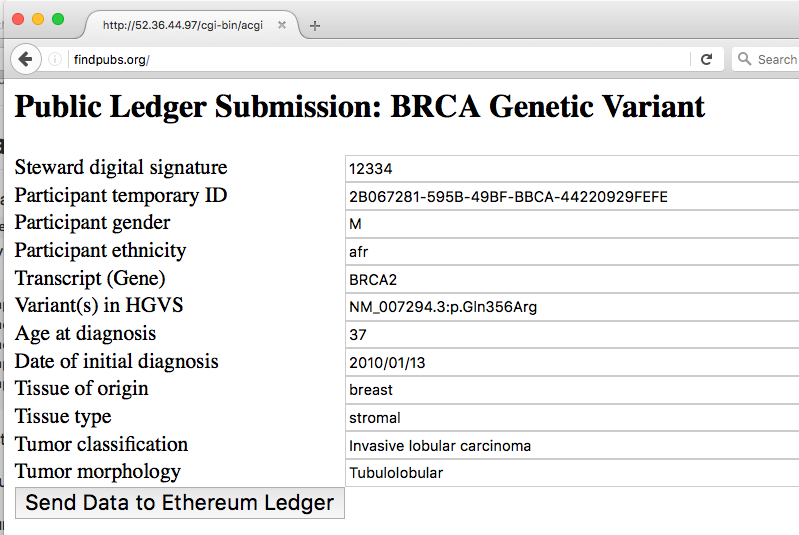 http://52.36.44.97/cgi-bin/acgi
findpubs.org/
Search
Public Ledger Submission: BRCA Genetic Variant
Steward digital signature 12334
Participant temporary ID 2B067281-595B-49BF-BBCA-44220929FEFE
Participant gender M
Participant ethnicity afr
Transcript (Gene) BRCA2
Variant(s) in HGVS NM_007294.3:p.Gln356Arg
Age at diagnosis 37
Date of initial diagnosis 2010/01/13
Tissue of origin breast
Tissue type stromal
Tumor classification Invasive lobular carcinoma
Tumor morphology Tubulolobular
Send Data to Ethereum Ledger